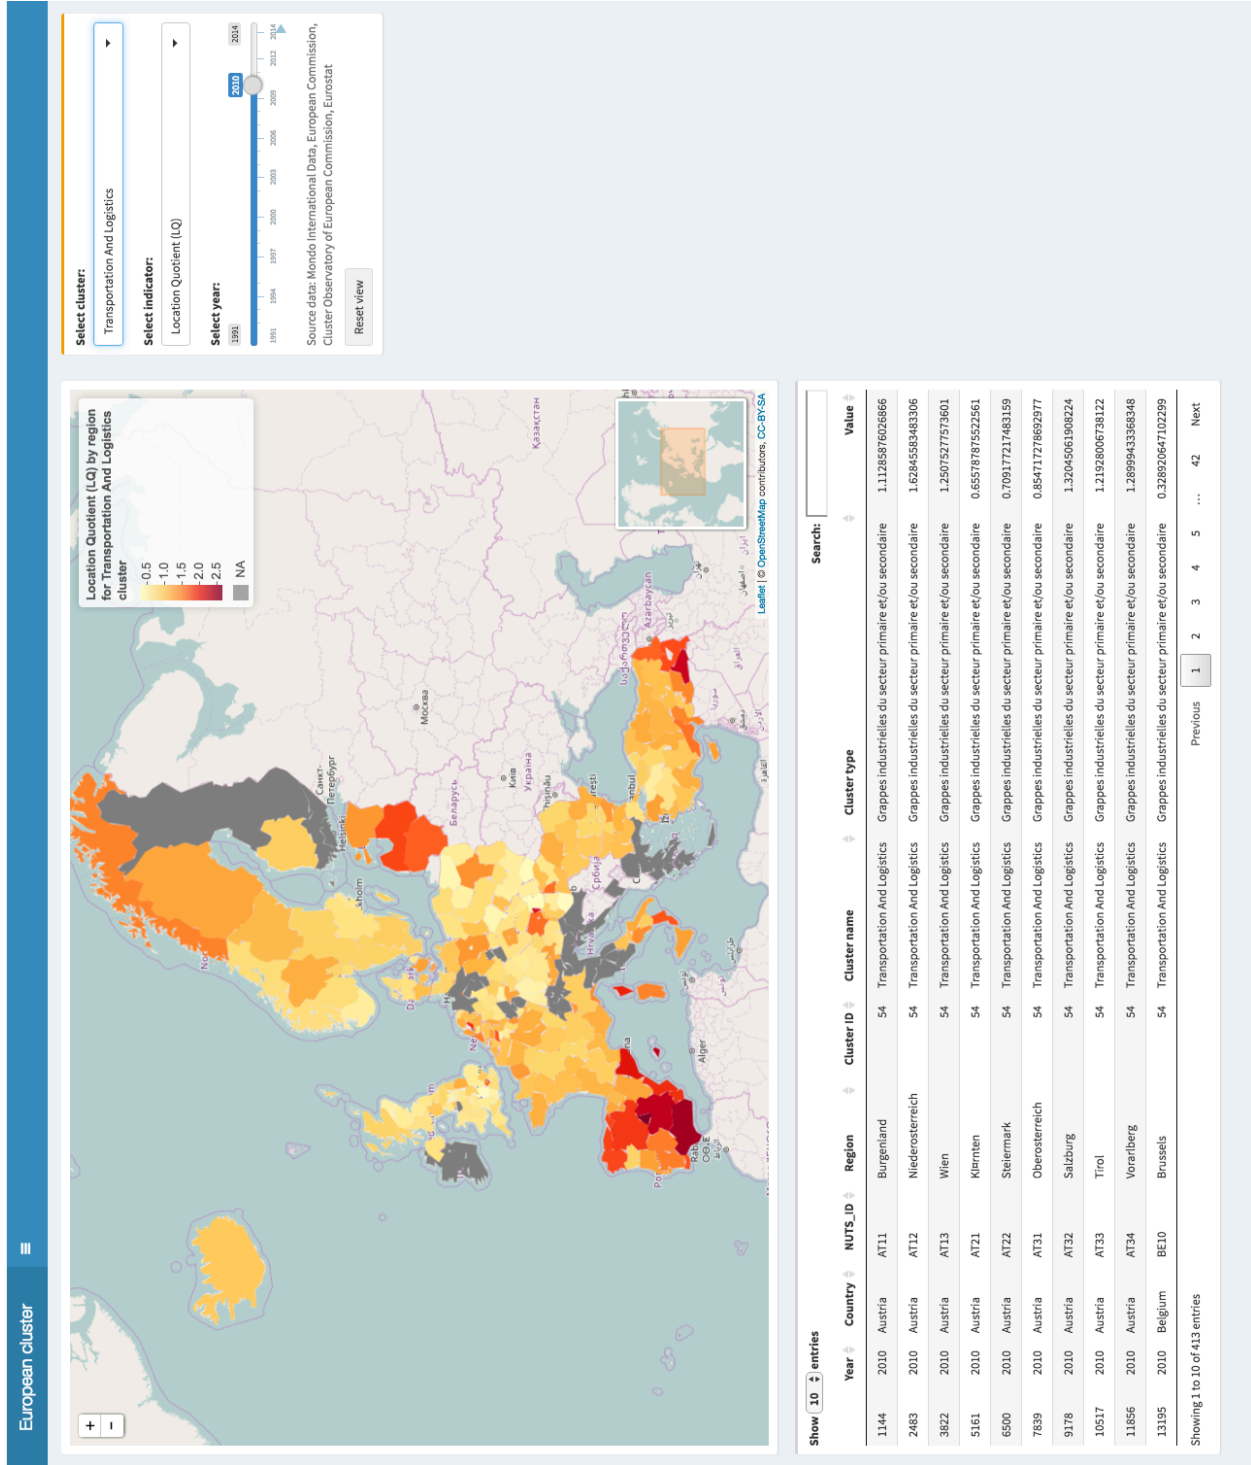 European cluster
≡
+
−
Location Quotient (LQ) by region
for Transportation And Logistics
cluster
0.5
1.0
1.5
2.0
2.5
NA
Санкт-
Петербург
Helsinki
kholm
Москва
Беларусь
Київ
Україна
Қазақстан
hișinău
Србија
Hrv
ka
Azərbaycan
საქართველო
anbul
Alger
Rab
Leaflet | © OpenStreetMap contributors, CC-BY-SA
Select cluster:
Transportation And Logistics
Select indicator:
Location Quotient (LQ)
Select year:
1991 2010 2014
1991 1994 1997 2000 2003 2006 2009 2012 2014
Source data: Mondo International Data, European Commission,
Cluster Observatory of European Commission, Eurostat
Reset view
Show 10 entries
Search:
Year Country NUTS_ID Region Cluster ID Cluster name Cluster type Value
1144 2010 Austria AT11 Burgenland 54 Transportation And Logistics Grappes industrielles du secteur primaire et/ou secondaire 1.11285876026866
2483 2010 Austria AT12 Niederosterreich 54 Transportation And Logistics Grappes industrielles du secteur primaire et/ou secondaire 1.62845583483306
3822 2010 Austria AT13 Wien 54 Transportation And Logistics Grappes industrielles du secteur primaire et/ou secondaire 1.25075277573601
5161 2010 Austria AT21 Kl¤rnten 54 Transportation And Logistics Grappes industrielles du secteur primaire et/ou secondaire 0.655787875522561
6500 2010 Austria AT22 Steiermark 54 Transportation And Logistics Grappes industrielles du secteur primaire et/ou secondaire 0.709177217483159
7839 2010 Austria AT31 Oberosterreich 54 Transportation And Logistics Grappes industrielles du secteur primaire et/ou secondaire 0.854717278692977
9178 2010 Austria AT32 Salzburg 54 Transportation And Logistics Grappes industrielles du secteur primaire et/ou secondaire 1.32045061908224
10517 2010 Austria AT33 Tirol 54 Transportation And Logistics Grappes industrielles du secteur primaire et/ou secondaire 1.21928006738122
11856 2010 Austria AT34 Vorarlberg 54 Transportation And Logistics Grappes industrielles du secteur primaire et/ou secondaire 1.28999433368348
13195 2010 Belgium BE10 Brussels 54 Transportation And Logistics Grappes industrielles du secteur primaire et/ou secondaire 0.328920647102299
Showing 1 to 10 of 413 entries
Previous 1 2 3 4 5 … 42 Next